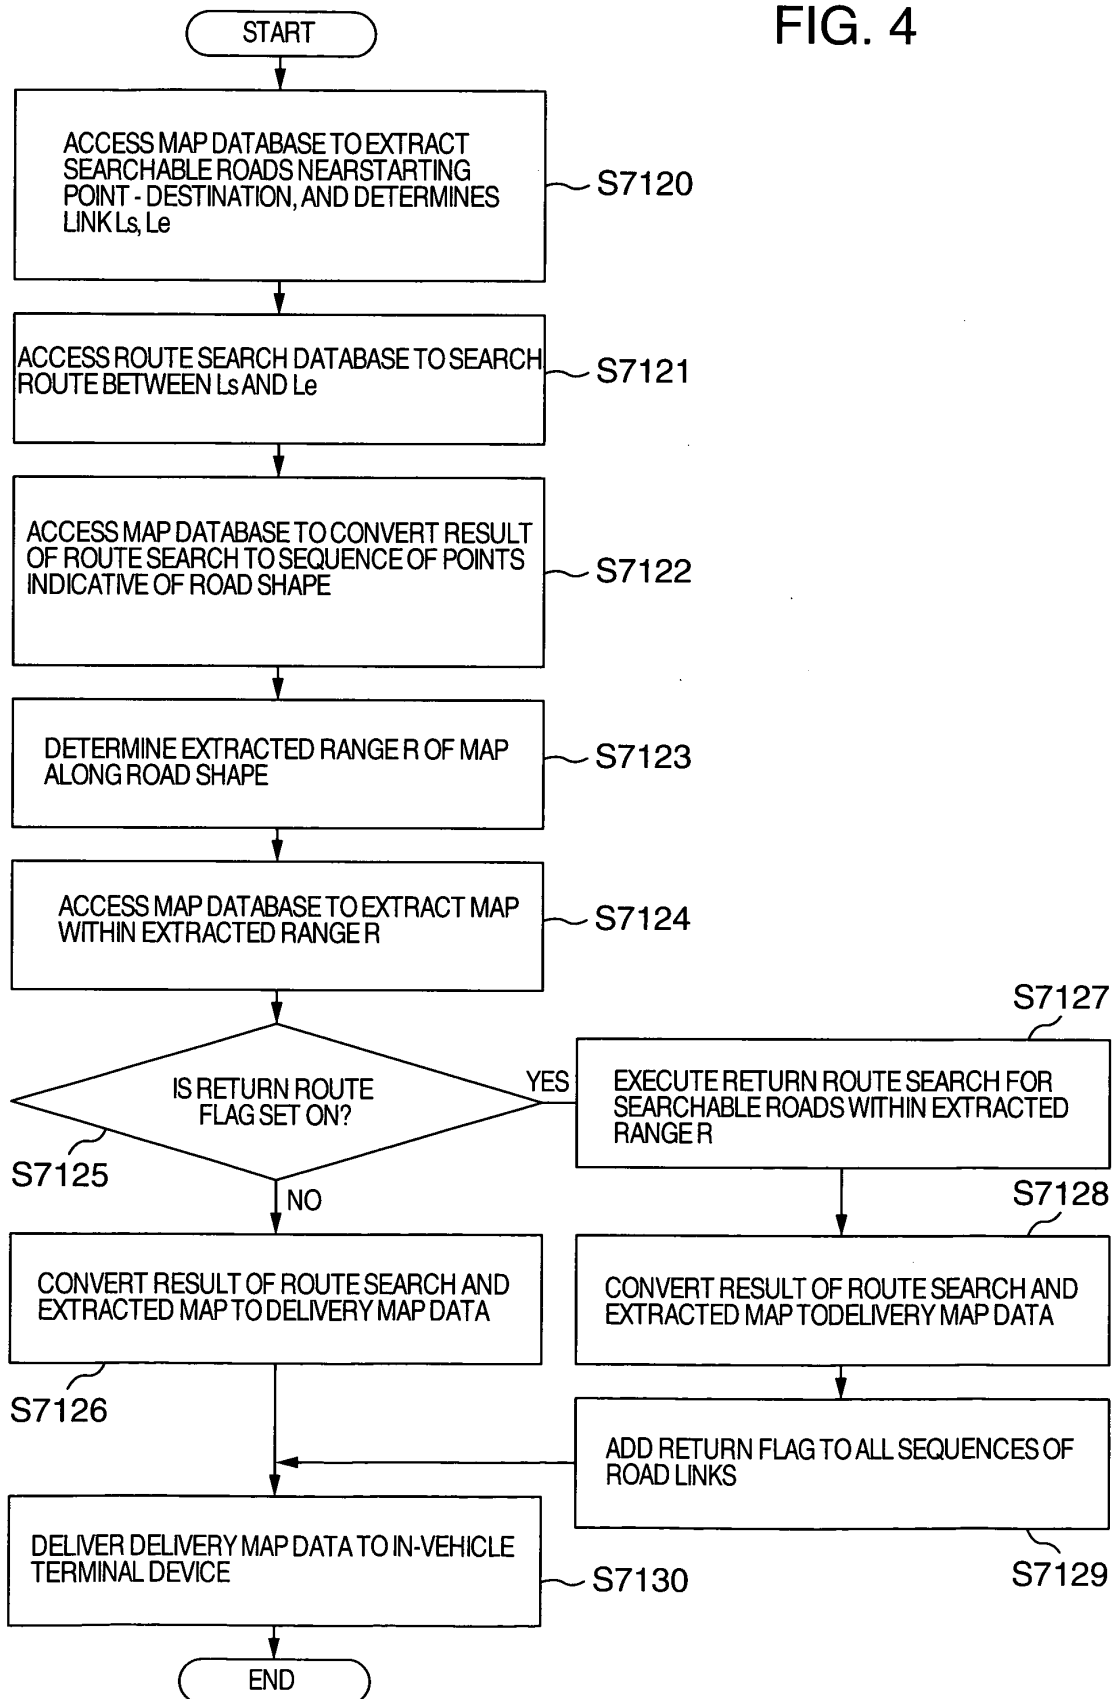 FIG. 4
START
ACCESS MAP DATABASE TO EXTRACT
SEARCHABLE ROADS NEARSTARTING
POINT - DESTINATION, AND DETERMINES
LINK Ls, Le
S7120
ACCESS ROUTE SEARCH DATABASE TO SEARCH
ROUTE BETWEEN Ls AND Le
S7121
ACCESS MAP DATABASE TO CONVERT RESULT
OF ROUTE SEARCH TO SEQUENCE OF POINTS
INDICATIVE OF ROAD SHAPE
S7122
DETERMINE EXTRACTED RANGE R OF MAP
ALONG ROAD SHAPE
S7123
ACCESS MAP DATABASE TO EXTRACT MAP
WITHIN EXTRACTED RANGE R
S7124
IS RETURN ROUTE
FLAG SET ON?
S7125
YES
NO
S7127
EXECUTE RETURN ROUTE SEARCH FOR
SEARCHABLE ROADS WITHIN EXTRACTED
RANGE R
CONVERT RESULT OF ROUTE SEARCH AND
EXTRACTED MAP TO DELIVERY MAP DATA
S7126
S7128
CONVERT RESULT OF ROUTE SEARCH AND
EXTRACTED MAP TODELIVERY MAP DATA
ADD RETURN FLAG TO ALL SEQUENCES OF
ROAD LINKS
S7129
DELIVER DELIVERY MAP DATA TO IN-VEHICLE
TERMINAL DEVICE
S7130
END